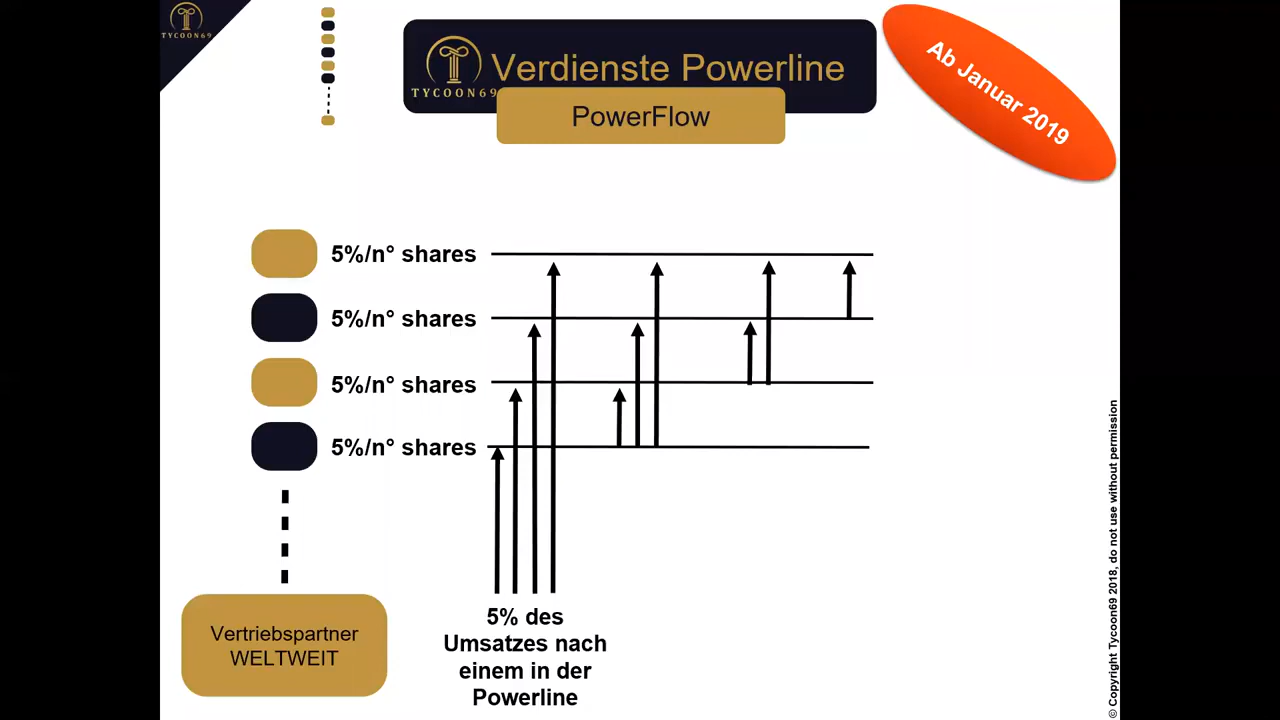 TYCOON69
Verdienste Powerline
TYCOON69
PowerFlow
Ab Januar 2019
5%/n° shares
5%/n° shares
5%/n° shares
5%/n° shares
Vertriebspartner
WELTWEIT
5% des
Umsatzes nach
einem in der
Powerline
© Copyright Tycoon69 2018, do not use without permission